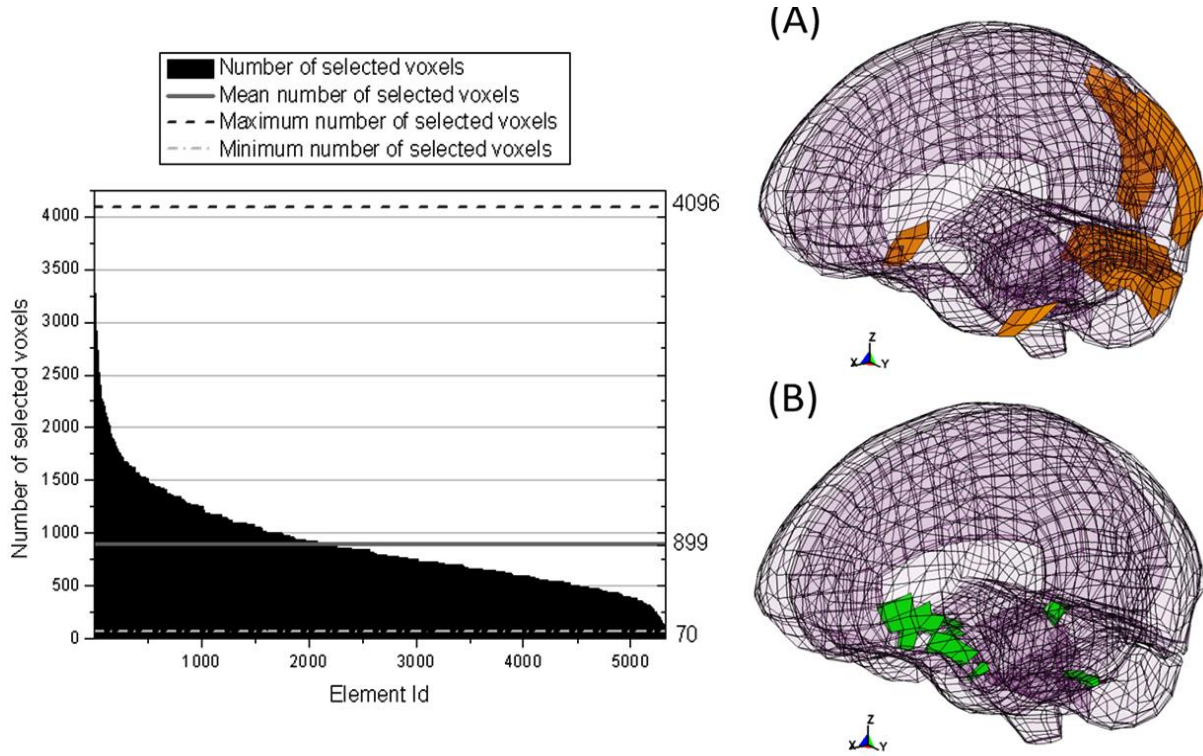 Number of selected voxels
Mean number of selected voxels
Maximum number of selected voxels
Minimum number of selected voxels
Number of selected voxels
4000
3500
3000
2500
2000
1500
1000
500
0
4096
899
70
1000
2000
3000
4000
5000
Element Id
(A)
Z
X
Y
(B)
Z
X
Y